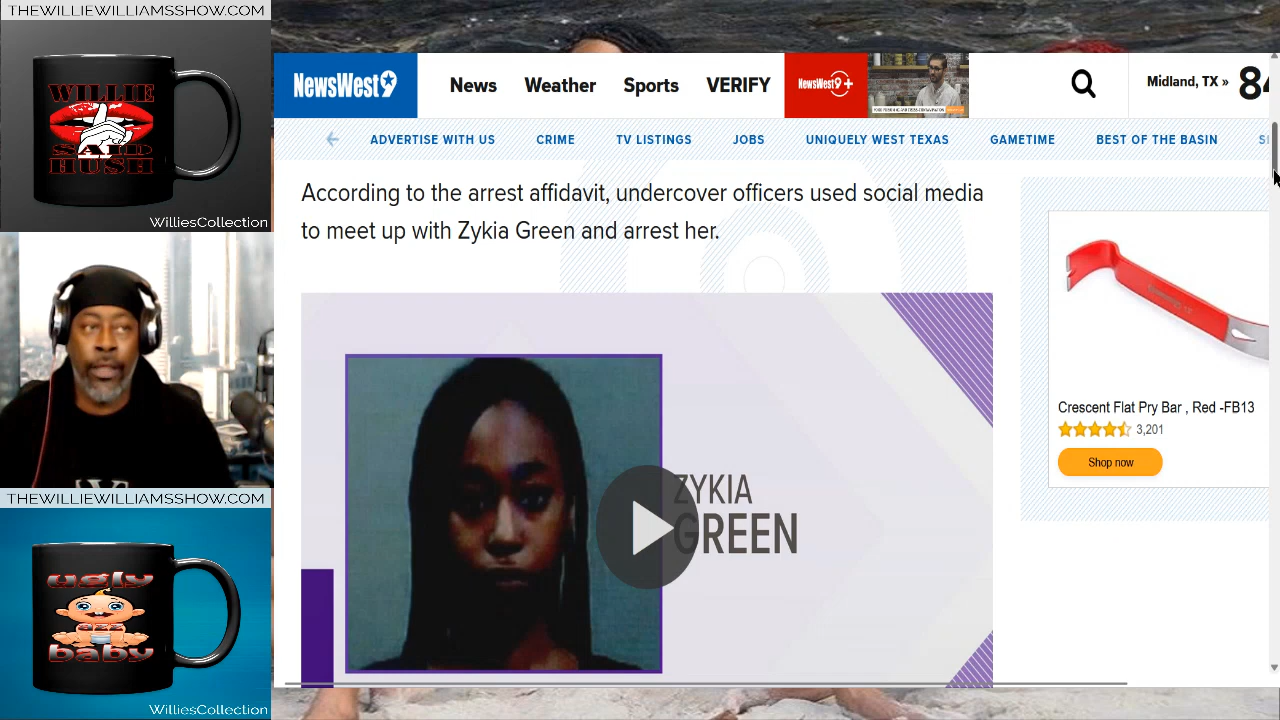 THEWILLIEWILLIAMSSHOW.COM
WILLIE
SAID
HUSH
WilliesCollection
THEWILLIEWILLIAMSSHOW.COM
ugly
baby
WilliesCollection
NewsWest9
News
Weather
Sports
VERIFY
NewsWest9+
Midland, TX »
ADVERTISE WITH US
CRIME
TV LISTINGS
JOBS
UNIQUELY WEST TEXAS
GAMETIME
BEST OF THE BASIN
According to the arrest affidavit, undercover officers used social media
to meet up with Zykia Green and arrest her.
ZYKIA
GREEN
Crescent Flat Pry Bar , Red -FB13
3,201
Shop now